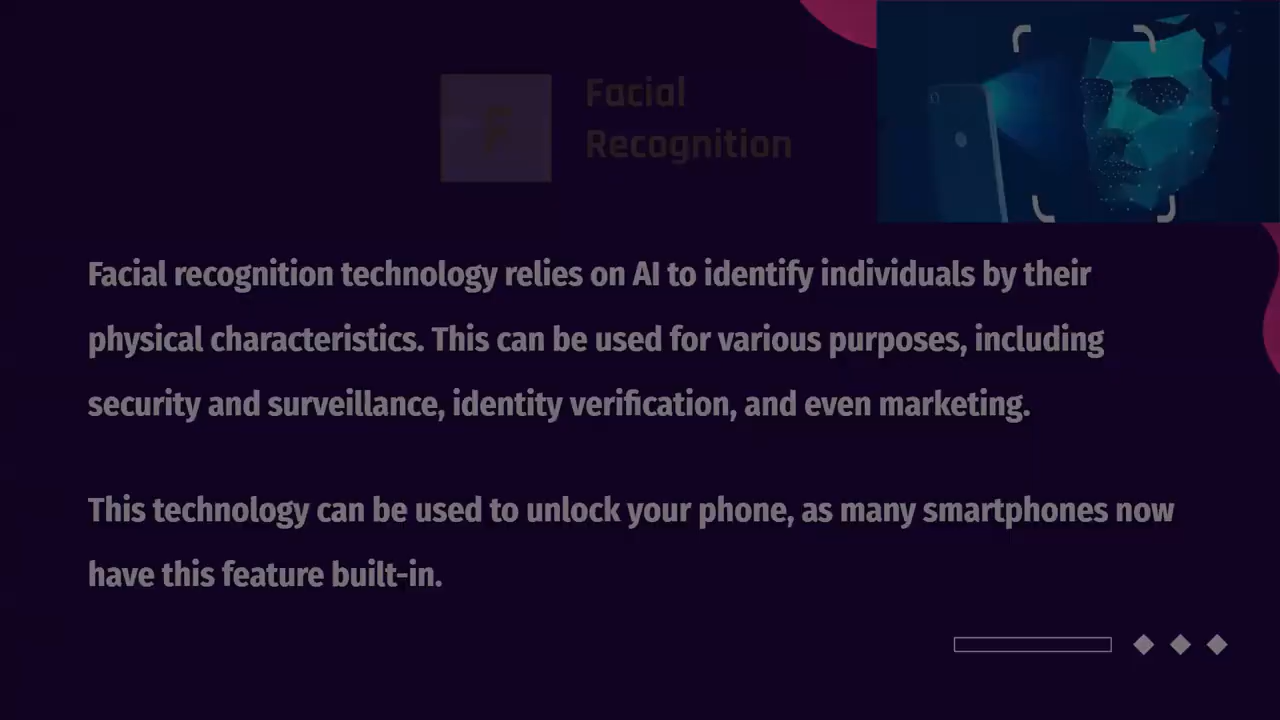 Facial
Recognition
Facial recognition technology relies on AI to identify individuals by their
physical characteristics. This can be used for various purposes, including
security and surveillance, identity verification, and even marketing.
This technology can be used to unlock your phone, as many smartphones now
have this feature built-in.